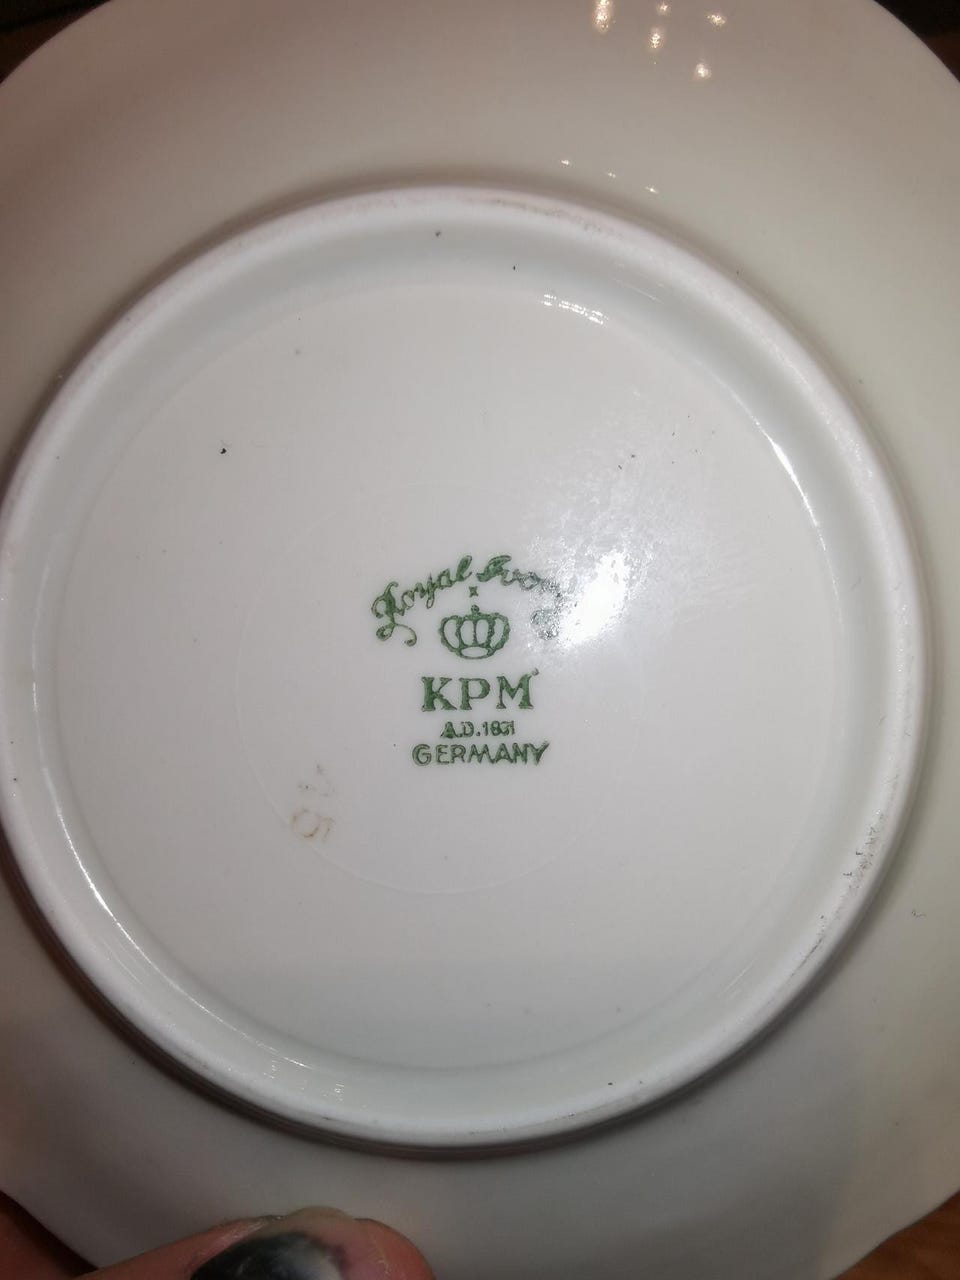 Royal Ivory
KPM
A.D.1831
GERMANY